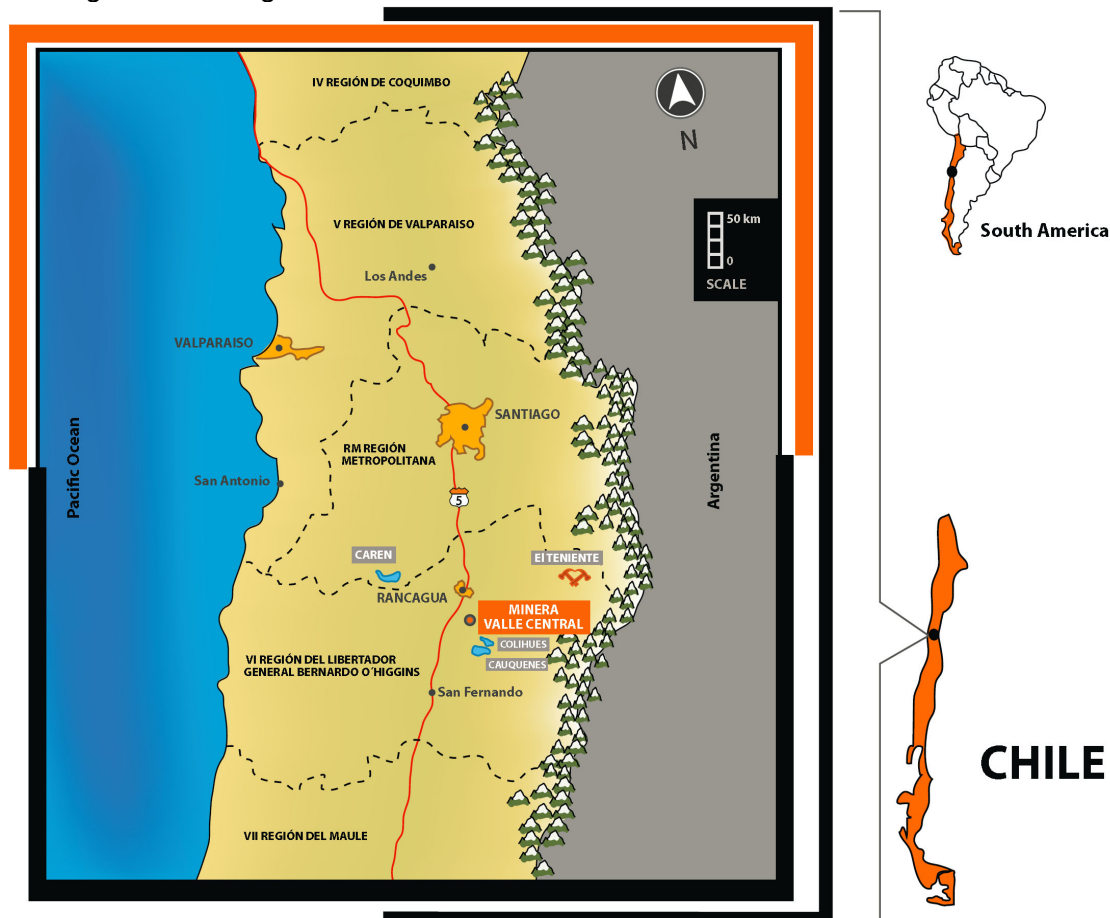 IV REGIÓN DE COQUIMBO
N
V REGIÓN DE VALPARAISO
50 km
0
SCALE
South America
Los Andes
VALPARAISO
SANTIAGO
RM REGIÓN
METROPOLITANA
Pacific Ocean
Argentina
San Antonio
5
CAREN
ElTENIENTE
RANCAGUA
MINERA
VALLE CENTRAL
COLIHUES
CAUQUENES
VI REGIÓN DEL LIBERTADOR
GENERAL BERNARDO O´HIGGINS
San Fernando
CHILE
VII REGIÓN DEL MAULE